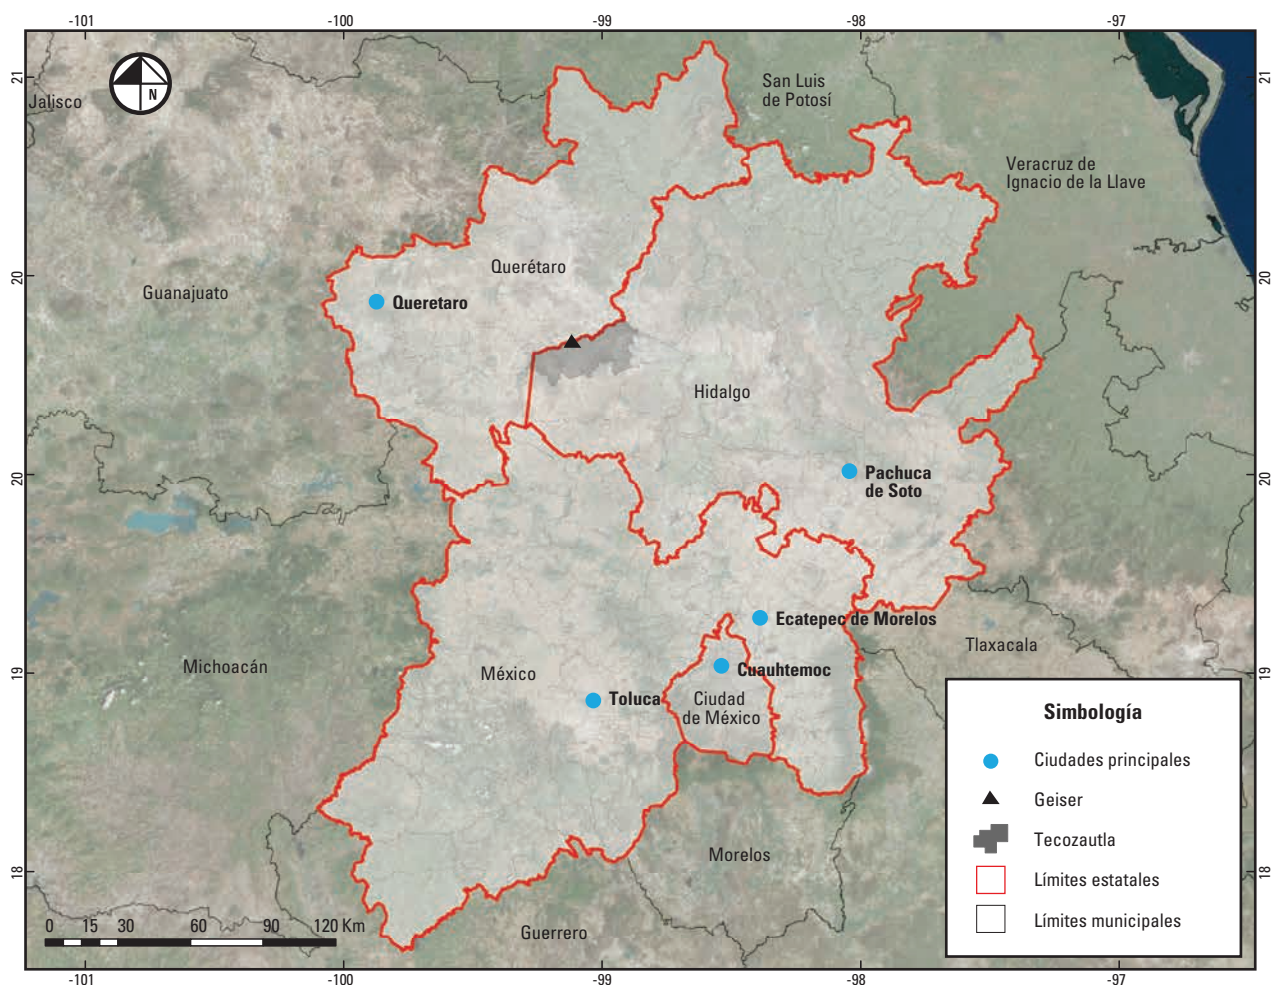 -101
-100
-99
-98
-97
21
21
N
Jalisco
San Luis
de Potosí
Veracruz de
Ignacio de la Llave
Querétaro
20
20
Guanajuato
Queretaro
Hidalgo
Pachuca
de Soto
20
20
Ecatepec de Morelos
Tlaxacala
Michoacán
México
Cuauhtemoc
19
19
Toluca
Ciudad
de México
Simbología
Ciudades principales
Geiser
Tecozautla
Límites estatales
Límites municipales
Morelos
18
18
0 15 30 60 90 120 Km
Guerrero
-101
-100
-99
-98
-97